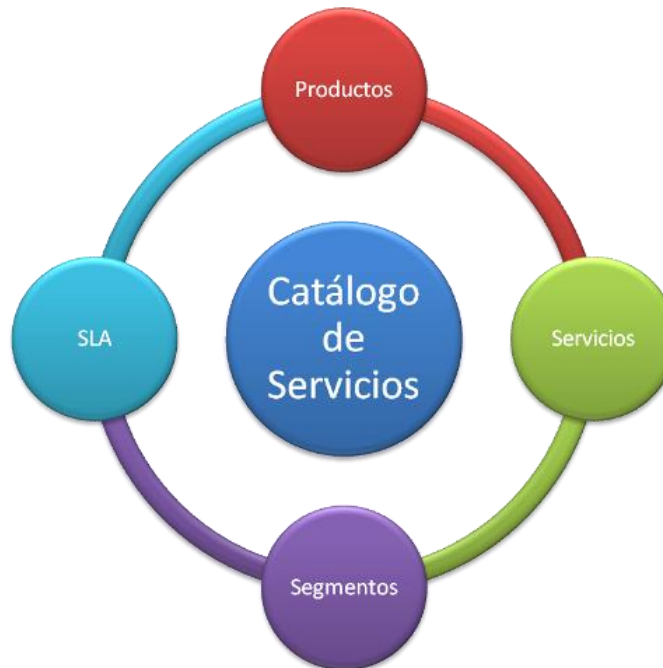 Productos
Catálogo
de
Servicios
SLA
Servicios
Segmentos